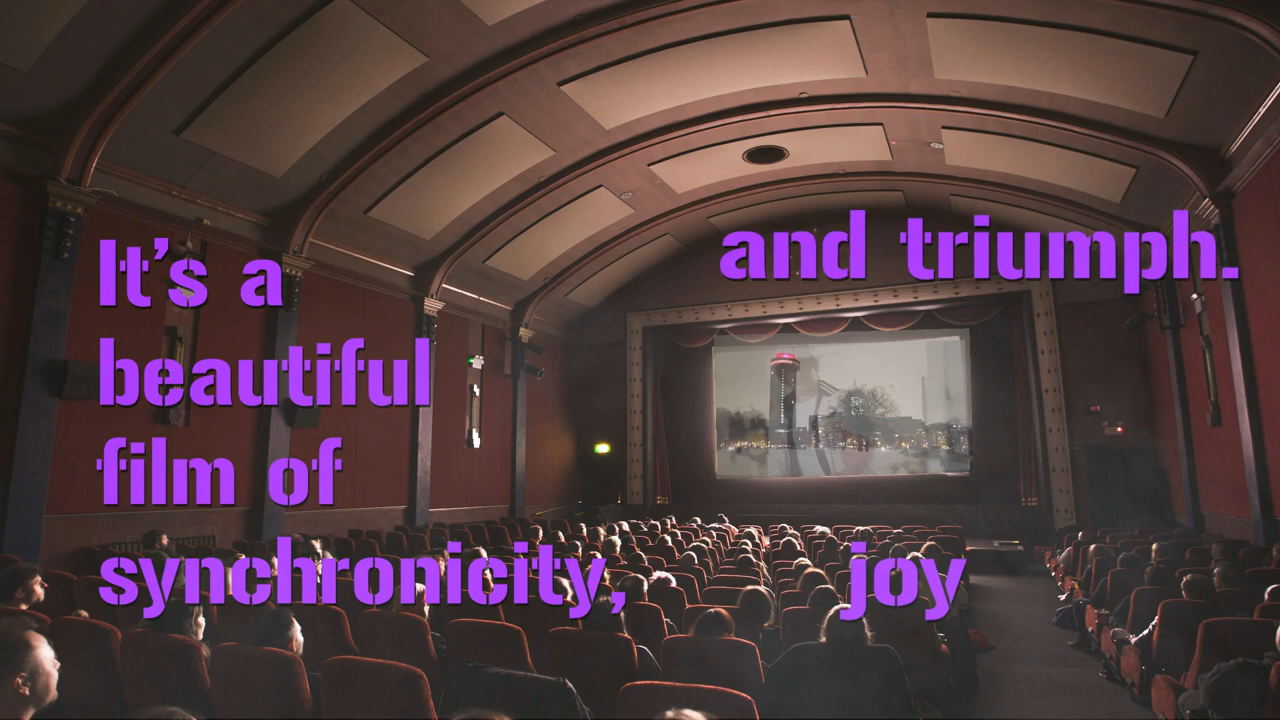 It’s a
beautiful
film of
synchronicity,
joy
and triumph.